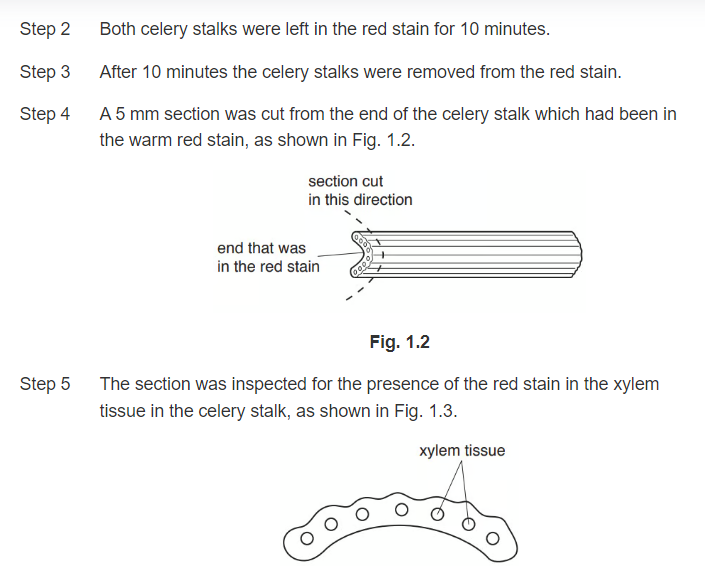 Step 2 Both celery stalks were left in the red stain for 10 minutes.
Step 3 After 10 minutes the celery stalks were removed from the red stain.
Step 4 A 5 mm section was cut from the end of the celery stalk which had been in
the warm red stain, as shown in Fig. 1.2.
section cut
in this direction
end that was
in the red stain
Fig. 1.2
Step 5 The section was inspected for the presence of the red stain in the xylem
tissue in the celery stalk, as shown in Fig. 1.3.
xylem tissue